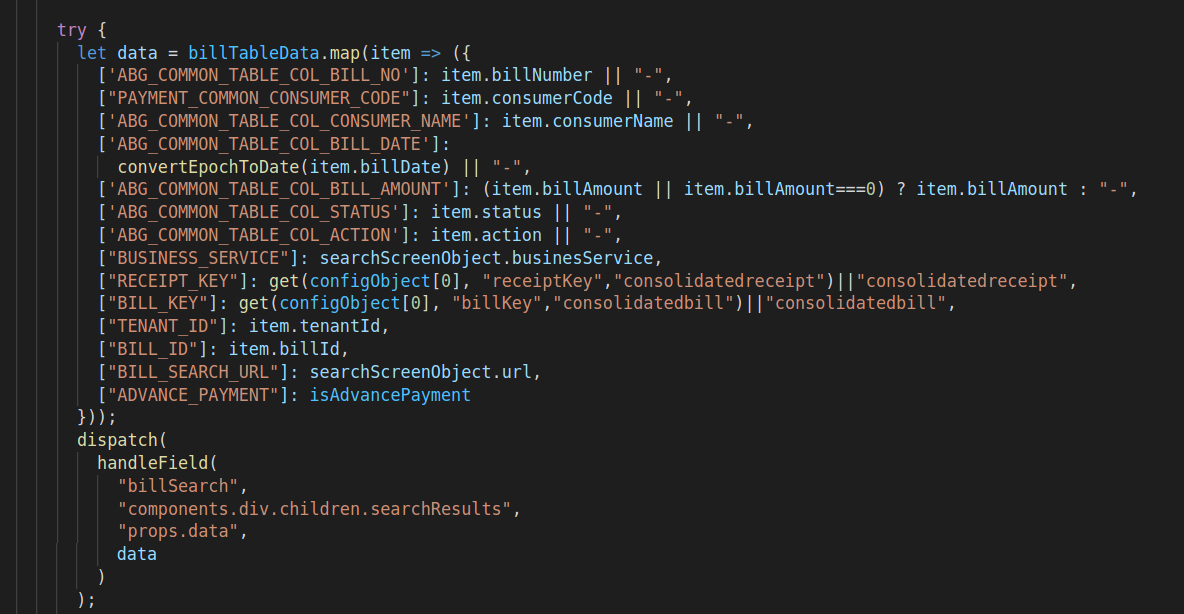 try {
let data = billTableData.map(item => ({
['ABG_COMMON_TABLE_COL_BILL_NO']: item.billNumber || "-",
["PAYMENT_COMMON_CONSUMER_CODE"]: item.consumerCode || "-",
['ABG_COMMON_TABLE_COL_CONSUMER_NAME']: item.consumerName || "-",
['ABG_COMMON_TABLE_COL_BILL_DATE']:
convertEpochToDate(item.billDate) || "-",
['ABG_COMMON_TABLE_COL_BILL_AMOUNT']: (item.billAmount || item.billAmount===0) ? item.billAmount : "-",
['ABG_COMMON_TABLE_COL_STATUS']: item.status || "-",
['ABG_COMMON_TABLE_COL_ACTION']: item.action || "-",
["BUSINESS_SERVICE"]: searchScreenObject.businesService,
["RECEIPT_KEY"]: get(configObject[0], "receiptKey","consolidatedreceipt")||"consolidatedreceipt",
["BILL_KEY"]: get(configObject[0], "billKey","consolidatedbill")||"consolidatedbill",
["TENANT_ID"]: item.tenantId,
["BILL_ID"]: item.billId,
["BILL_SEARCH_URL"]: searchScreenObject.url,
["ADVANCE_PAYMENT"]: isAdvancePayment
}));
dispatch(
handleField(
"billSearch",
"components.div.children.searchResults",
"props.data",
data
)
);